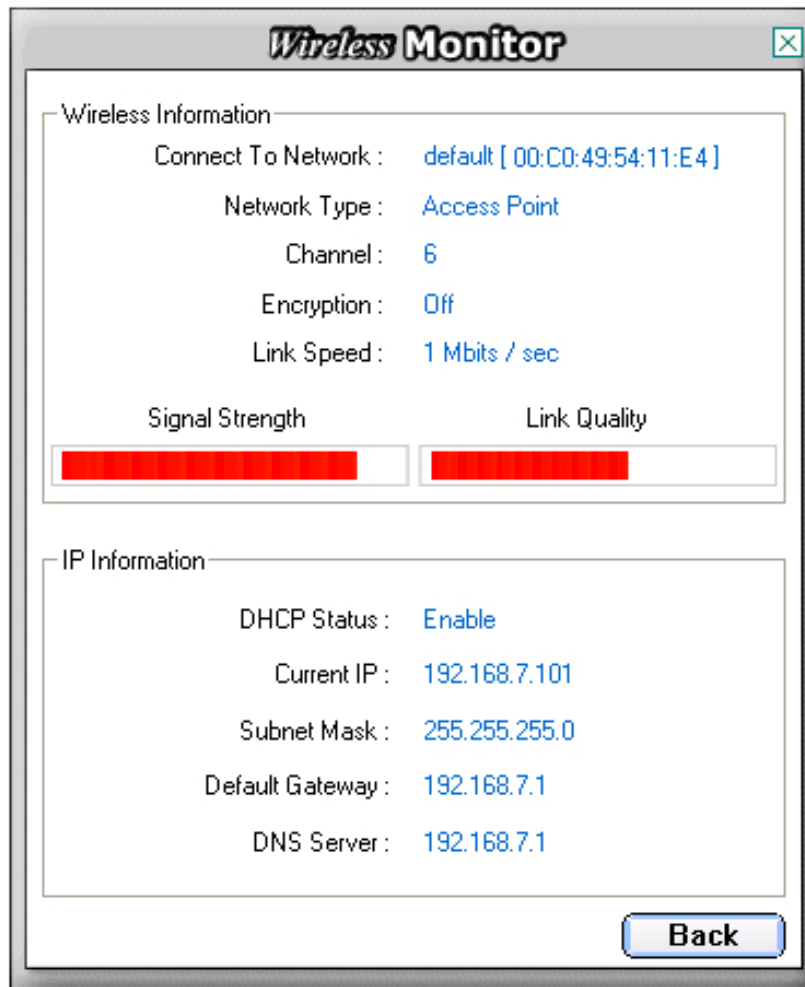 Wireless Monitor
Wireless Information
Connect To Network : default [ 00:C0:49:54:11:E4 ]
Network Type : Access Point
Channel : 6
Encryption : Off
Link Speed : 1 Mbits / sec
Signal Strength Link Quality
IP Information
DHCP Status : Enable
Current IP : 192.168.7.101
Subnet Mask : 255.255.255.0
Default Gateway : 192.168.7.1
DNS Server : 192.168.7.1
Back